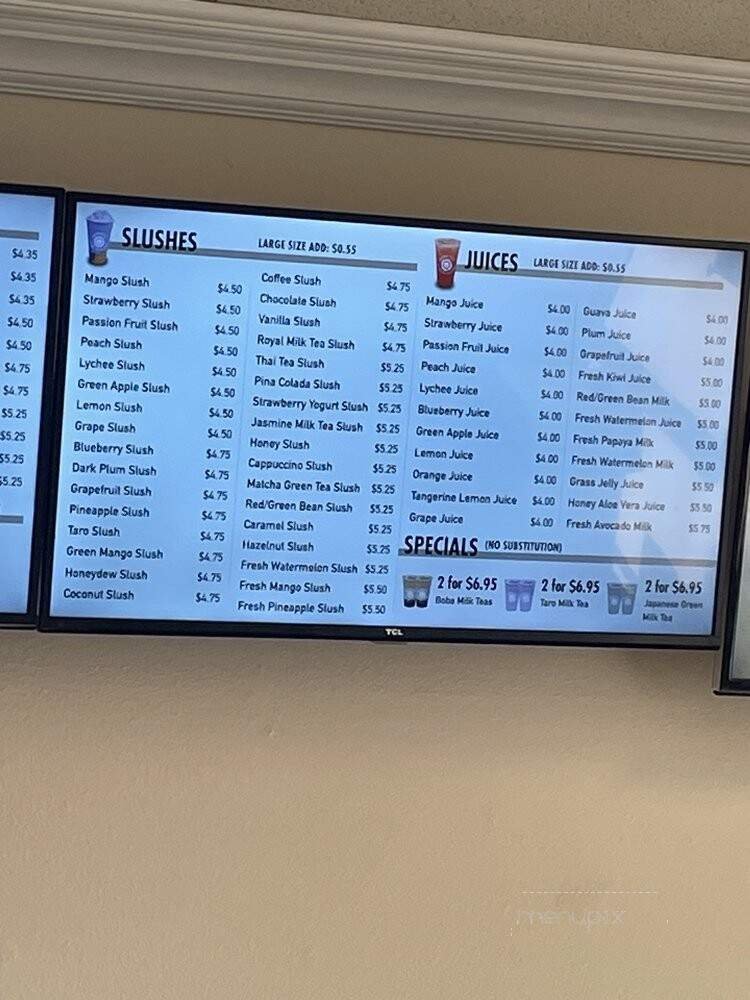 $4.35
$4.35
$4.35
$4.50
$4.50
$4.75
$4.75
$5.25
$5.25
$5.25
$5.25
SLUSHES LARGE SIZE ADD: $0.55
Mango Slush $4.50
Strawberry Slush $4.50
Passion Fruit Slush $4.50
Peach Slush $4.50
Lychee Slush $4.50
Green Apple Slush $4.50
Lemon Slush $4.50
Grape Slush $4.50
Blueberry Slush $4.75
Dark Plum Slush $4.75
Grapefruit Slush $4.75
Pineapple Slush $4.75
Taro Slush $4.75
Green Mango Slush $4.75
Honeydew Slush $4.75
Coconut Slush $4.75
Coffee Slush $4.75
Chocolate Slush $4.75
Vanilla Slush $4.75
Royal Milk Tea Slush $4.75
Thai Tea Slush $5.25
Pina Colada Slush $5.25
Strawberry Yogurt Slush $5.25
Jasmine Milk Tea Slush $5.25
Honey Slush $5.25
Cappuccino Slush $5.25
Matcha Green Tea Slush $5.25
Red/Green Bean Slush $5.25
Caramel Slush $5.25
Hazelnut Slush $5.25
Fresh Watermelon Slush $5.25
Fresh Mango Slush $5.50
Fresh Pineapple Slush $5.50
JUICES LARGE SIZE ADD: $0.55
Mango Juice $4.00
Strawberry Juice $4.00
Passion Fruit Juice $4.00
Peach Juice $4.00
Lychee Juice $4.00
Blueberry Juice $4.00
Green Apple Juice $4.00
Lemon Juice $4.00
Orange Juice $4.00
Tangerine Lemon Juice $4.00
Grape Juice $4.00
Guava Juice $4.00
Plum Juice $4.00
Grapefruit Juice $4.00
Fresh Kiwi Juice $5.00
Red/Green Bean Milk $5.00
Fresh Watermelon Juice $5.00
Fresh Papaya Milk $5.00
Fresh Watermelon Milk $5.00
Grass Jelly Juice $5.50
Honey Aloe Vera Juice $5.50
Fresh Avocado Milk $5.75
SPECIALS (NO SUBSTITUTION)
2 for $6.95
Boba Milk Teas
2 for $6.95
Taro Milk Tea
2 for $6.95
Japanese Green
Milk Tea
TCL
menupix